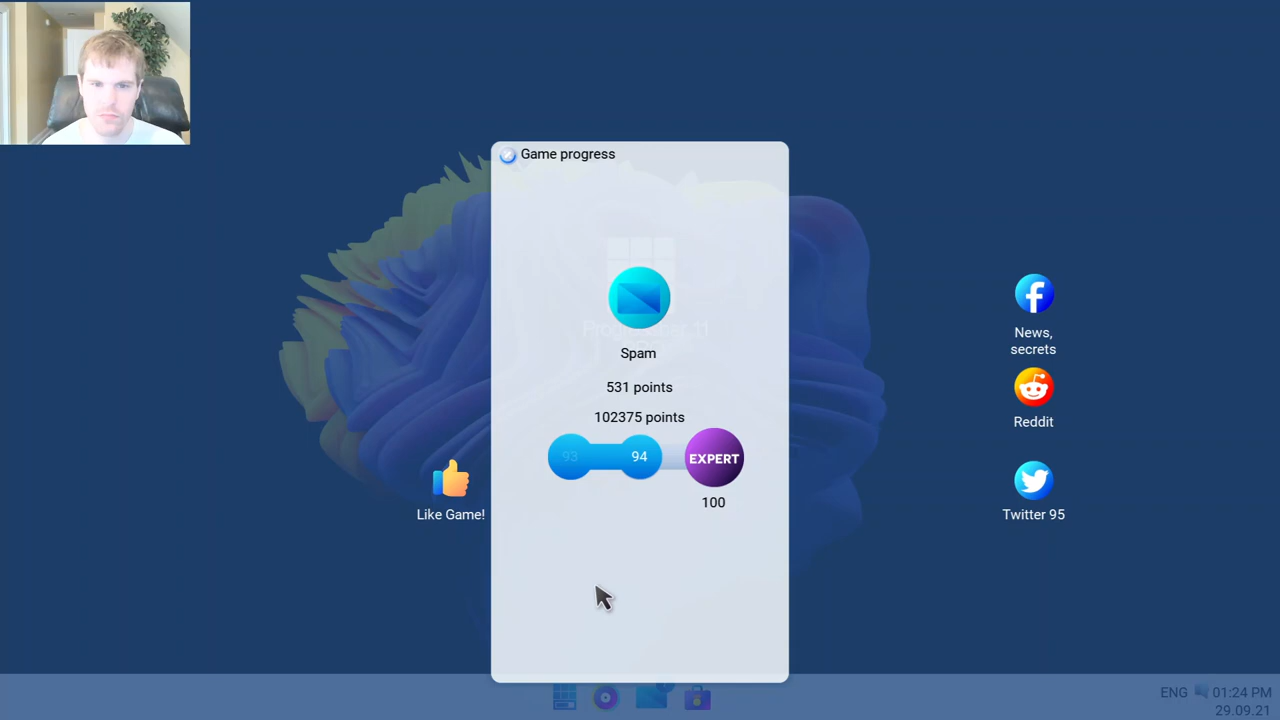 Game progress
Spam
531 points
102375 points
93
94
EXPERT
100
Like Game!
News,
secrets
Reddit
Twitter 95
ENG
01:24 PM
29.09.21